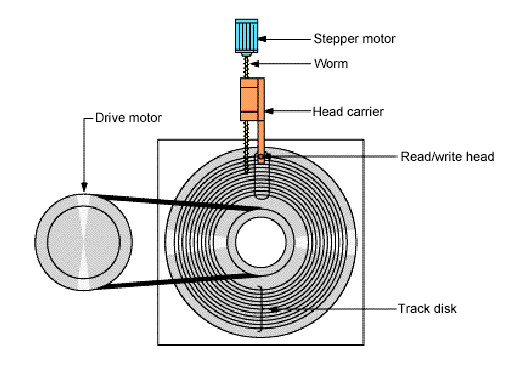 Stepper motor
Worm
Head carrier
Drive motor
Read/write head
Track disk